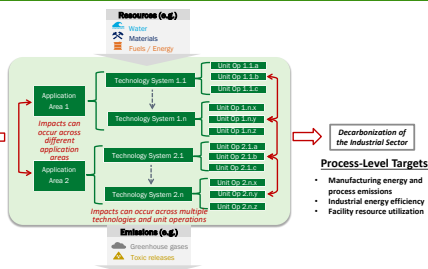 Resources (e.g.)
Water
Materials
Fuels / Energy
Application
Area 1
Impacts can
occur across
different
application
areas
Application
Area 2
Technology System 1.1
Technology System 1.n
Technology System 2.1
Technology System 2.n
Unit Op 1.1.a
Unit Op 1.1.b
Unit Op 1.1.c
Unit Op 1.n.x
Unit Op 1.n.y
Unit Op 1.n.z
Unit Op 2.1.a
Unit Op 2.1.b
Unit Op 2.1.c
Unit Op 2.n.x
Unit Op 2.n.y
Unit Op 2.n.z
Impacts can occur across multiple
technologies and unit operations
Decarbonization of
the Industrial Sector
Process-Level Targets
• Manufacturing energy and
process emissions
• Industrial energy efficiency
• Facility resource utilization
Emissions (e.g.)
Greenhouse gases
Toxic releases